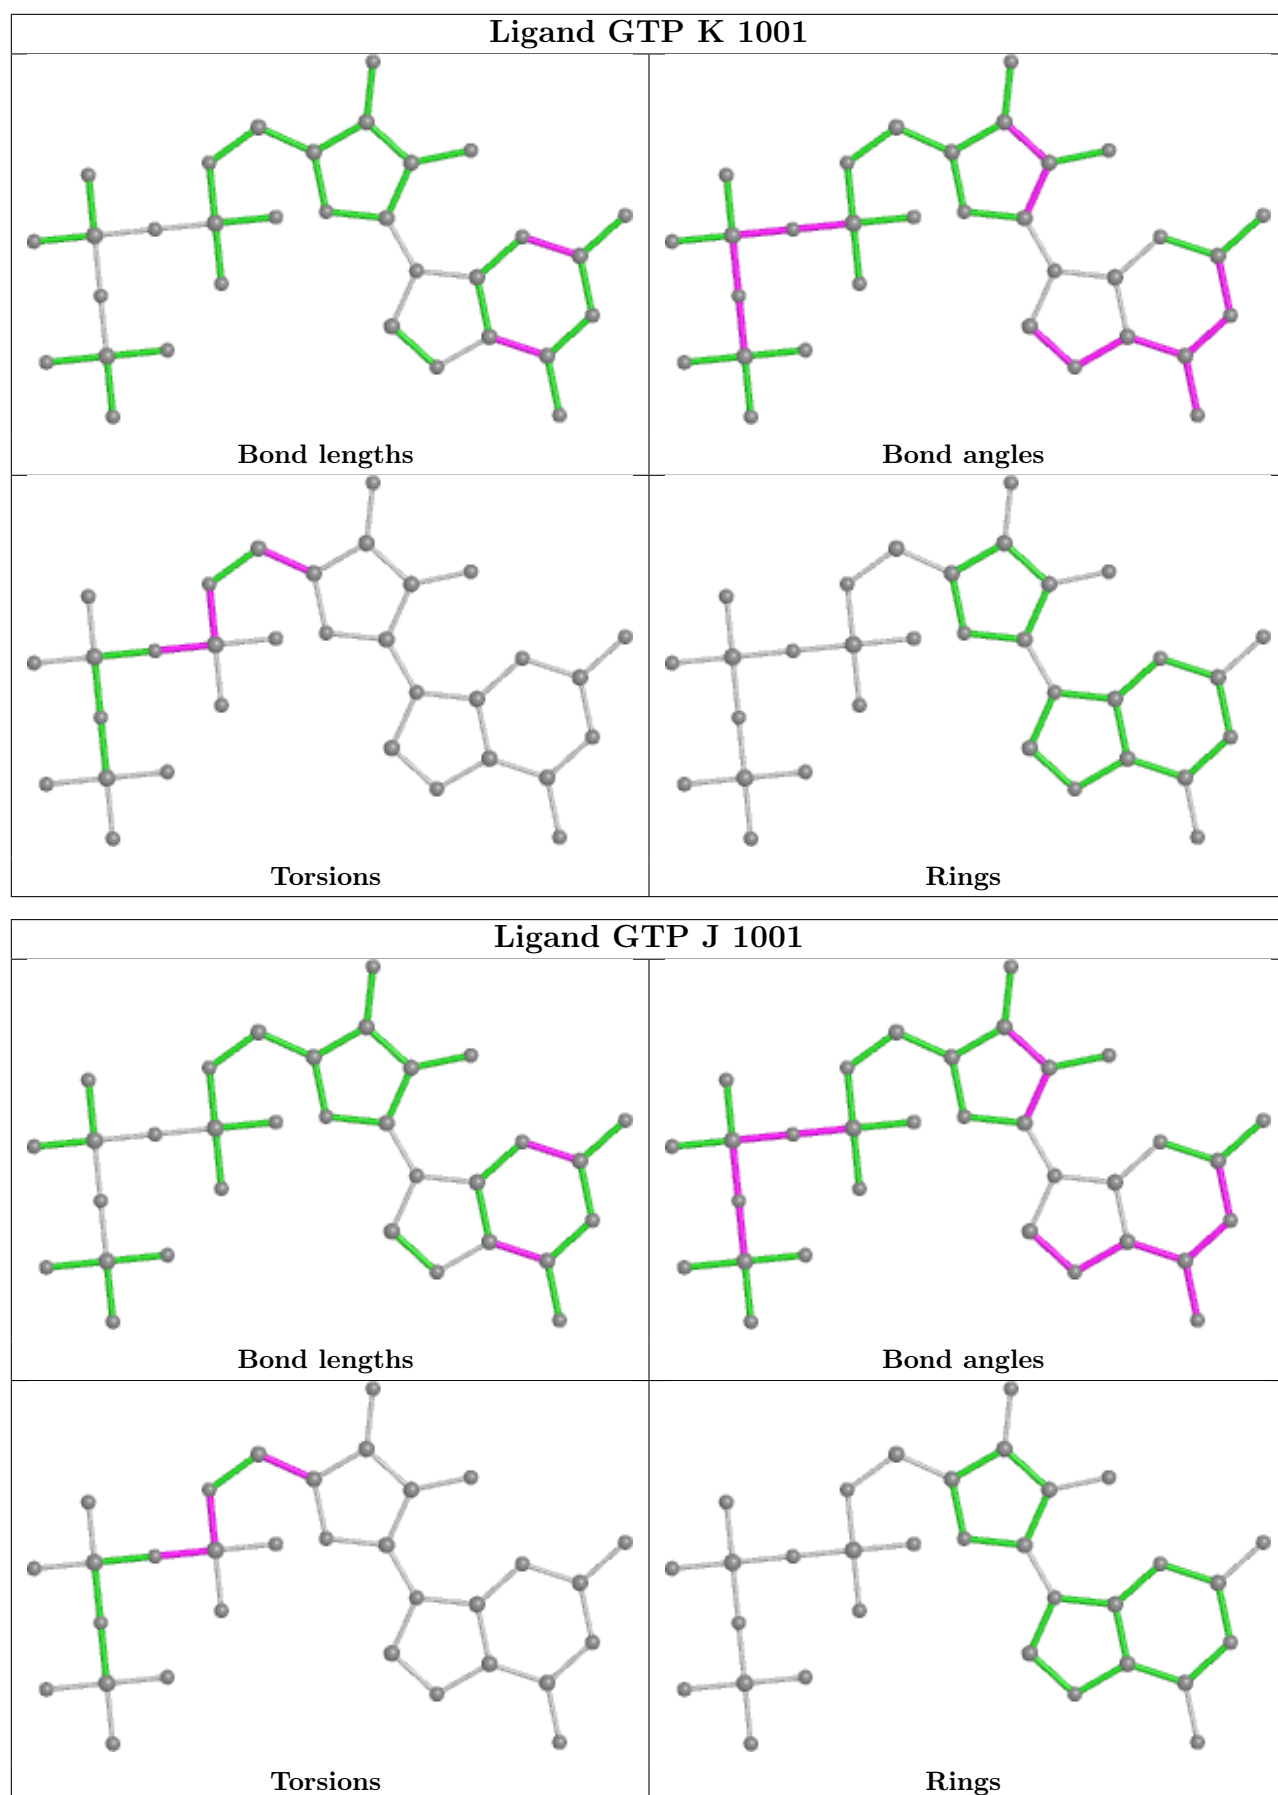 Ligand GTP K 1001
Bond lengths
Bond angles
Torsions
Rings
Ligand GTP J 1001
Bond lengths
Bond angles
Torsions
Rings